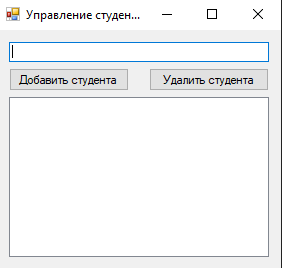 Управление студен...
Добавить студента
Удалить студента